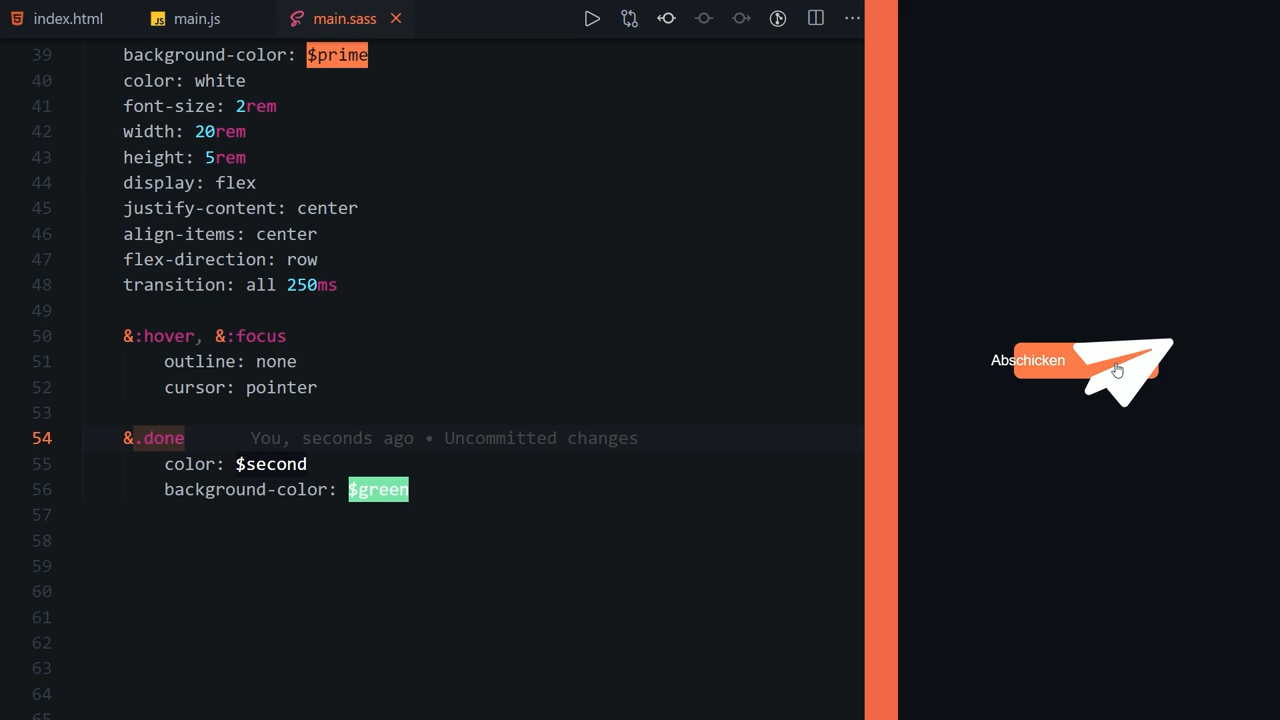 index.html
JS main.js
main.sass
39 background-color: $prime
40 color: white
41 font-size: 2rem
42 width: 20rem
43 height: 5rem
44 display: flex
45 justify-content: center
46 align-items: center
47 flex-direction: row
48 transition: all 250ms
49
50 &:hover, &:focus
51 outline: none
52 cursor: pointer
53
54 &.done You, seconds ago • Uncommitted changes
55 color: $second
56 background-color: $green
57
58
59
60
61
62
63
64
65
Abschicken